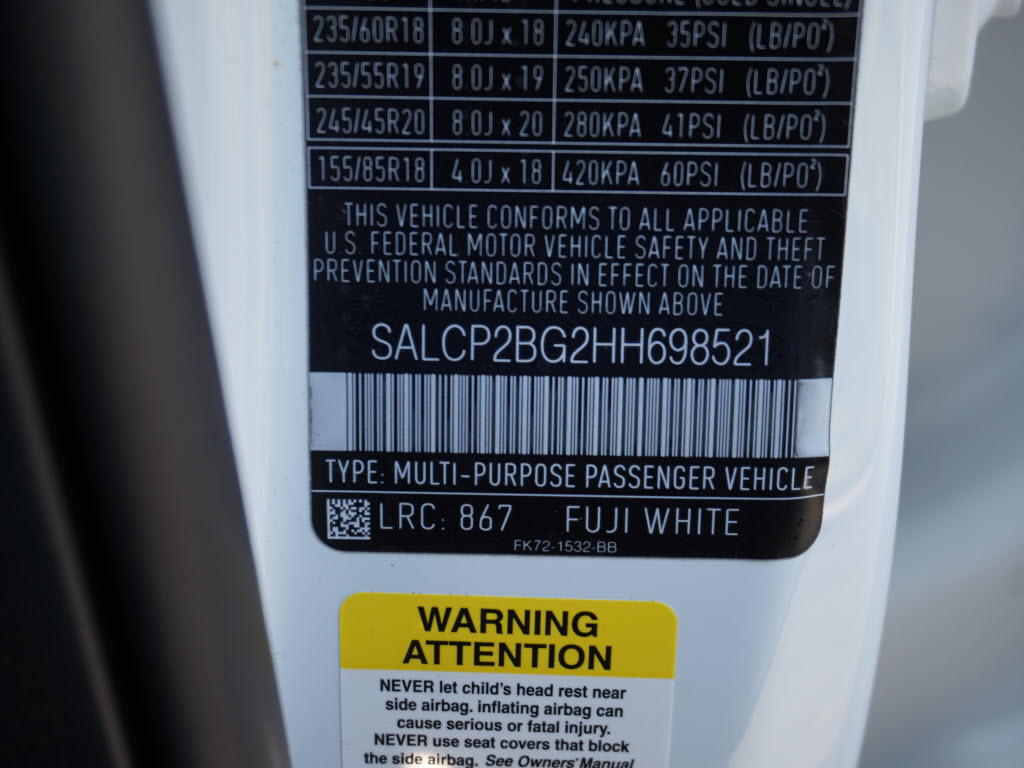 PRESSURE (COLD SINGLE)
235/60R18 8.0J x 18 240KPA 35PSI (LB/PO²)
235/55R19 8.0J x 19 250KPA 37PSI (LB/PO²)
245/45R20 8.0J x 20 280KPA 41PSI (LB/PO²)
155/85R18 4.0J x 18 420KPA 60PSI (LB/PO²)
THIS VEHICLE CONFORMS TO ALL APPLICABLE
U.S. FEDERAL MOTOR VEHICLE SAFETY AND THEFT
PREVENTION STANDARDS IN EFFECT ON THE DATE OF
MANUFACTURE SHOWN ABOVE
SALCP2BG2HH698521
TYPE: MULTI-PURPOSE PASSENGER VEHICLE
LRC: 867 FUJI WHITE
FK72-1532-BB
WARNING
ATTENTION
NEVER let child's head rest near
side airbag. inflating airbag can
cause serious or fatal injury.
NEVER use seat covers that block
the side airbag. See Owners' Manual